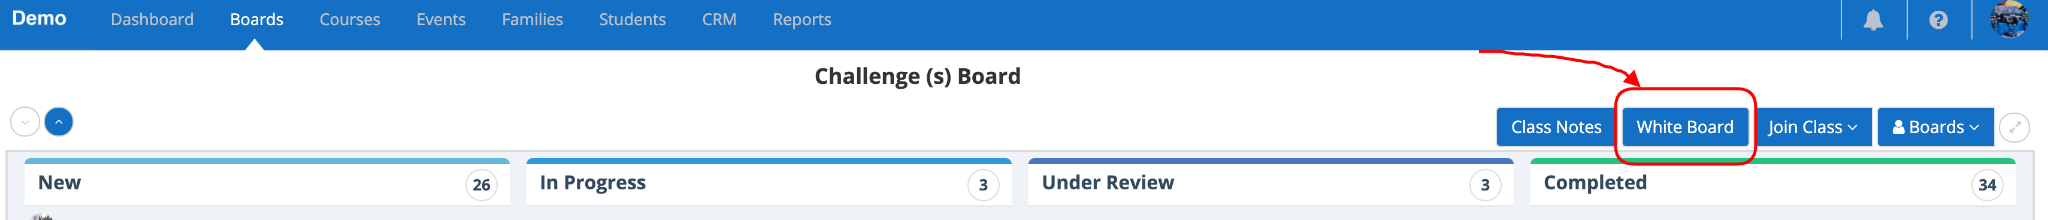 Demo Dashboard Boards Courses Events Families Students CRM Reports
Challenge (s) Board
Class Notes White Board Join Class Boards
New 26 In Progress 3 Under Review 3 Completed 34